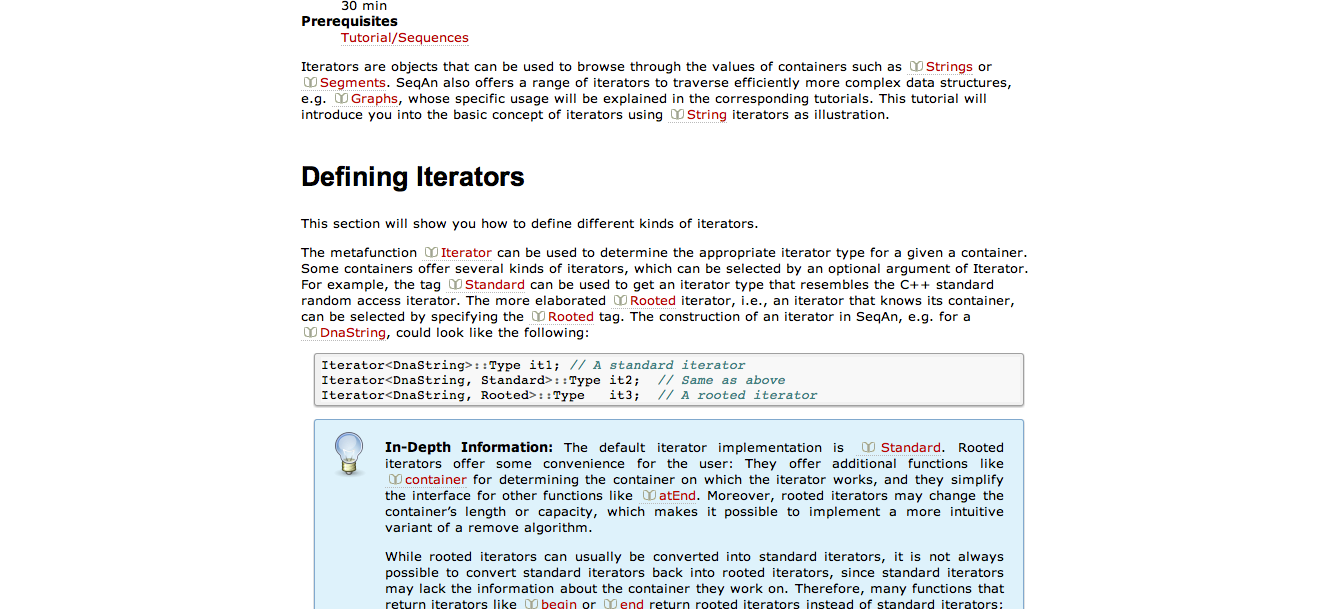 30 min
Prerequisites
Tutorial/Sequences
Iterators are objects that can be used to browse through the values of containers such as Strings or
Segments. SeqAn also offers a range of iterators to traverse efficiently more complex data structures,
e.g. Graphs, whose specific usage will be explained in the corresponding tutorials. This tutorial will
introduce you into the basic concept of iterators using String iterators as illustration.
Defining Iterators
This section will show you how to define different kinds of iterators.
The metafunction Iterator can be used to determine the appropriate iterator type for a given a container.
Some containers offer several kinds of iterators, which can be selected by an optional argument of Iterator.
For example, the tag Standard can be used to get an iterator type that resembles the C++ standard
random access iterator. The more elaborated Rooted iterator, i.e., an iterator that knows its container,
can be selected by specifying the Rooted tag. The construction of an iterator in SeqAn, e.g. for a
DnaString, could look like the following:
Iterator<DnaString>::Type it1; // A standard iterator
Iterator<DnaString, Standard>::Type it2;  // Same as above
Iterator<DnaString, Rooted>::Type   it3;  // A rooted iterator
In-Depth Information: The default iterator implementation is Standard. Rooted
iterators offer some convenience for the user: They offer additional functions like
container for determining the container on which the iterator works, and they simplify
the interface for other functions like atEnd. Moreover, rooted iterators may change the
container's length or capacity, which makes it possible to implement a more intuitive
variant of a remove algorithm.
While rooted iterators can usually be converted into standard iterators, it is not always
possible to convert standard iterators back into rooted iterators, since standard iterators
may lack the information about the container they work on. Therefore, many functions that
return iterators like begin or end return rooted iterators instead of standard iterators;